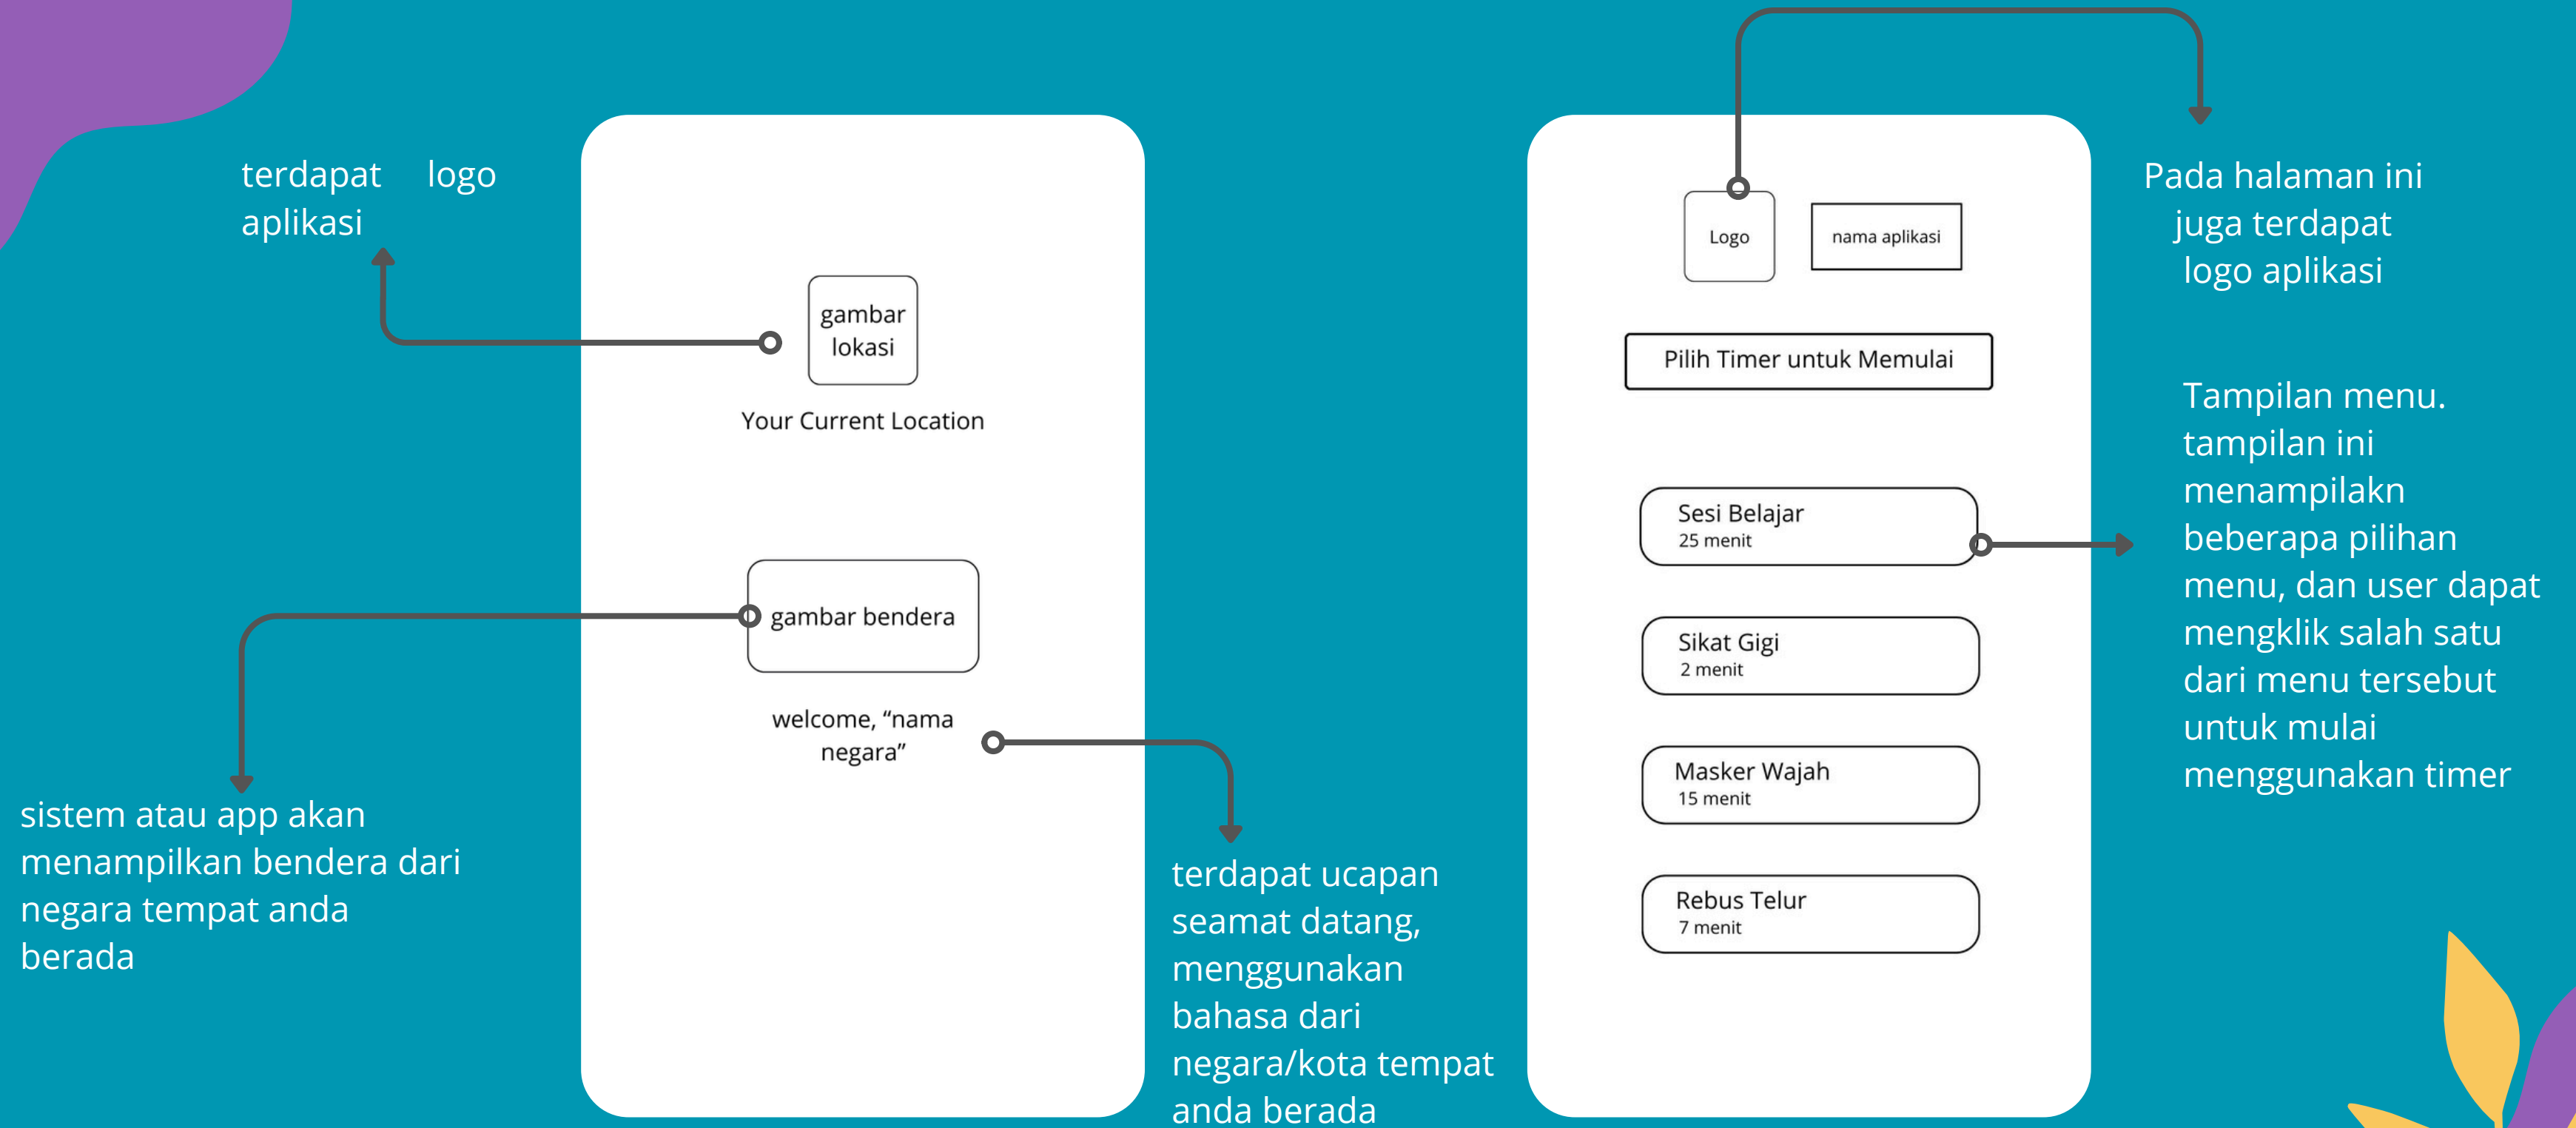 terdapat logo
aplikasi
gambar
lokasi
Your Current Location
gambar bendera
welcome, “nama
negara”
sistem atau app akan
menampilkan bendera dari
negara tempat anda
berada
terdapat ucapan
seamat datang,
menggunakan
bahasa dari
negara/kota tempat
anda berada
Logo
nama aplikasi
Pilih Timer untuk Memulai
Sesi Belajar
25 menit
Sikat Gigi
2 menit
Masker Wajah
15 menit
Rebus Telur
7 menit
Pada halaman ini
juga terdapat
logo aplikasi
Tampilan menu.
tampilan ini
menampilakn
beberapa pilihan
menu, dan user dapat
mengklik salah satu
dari menu tersebut
untuk mulai
menggunakan timer